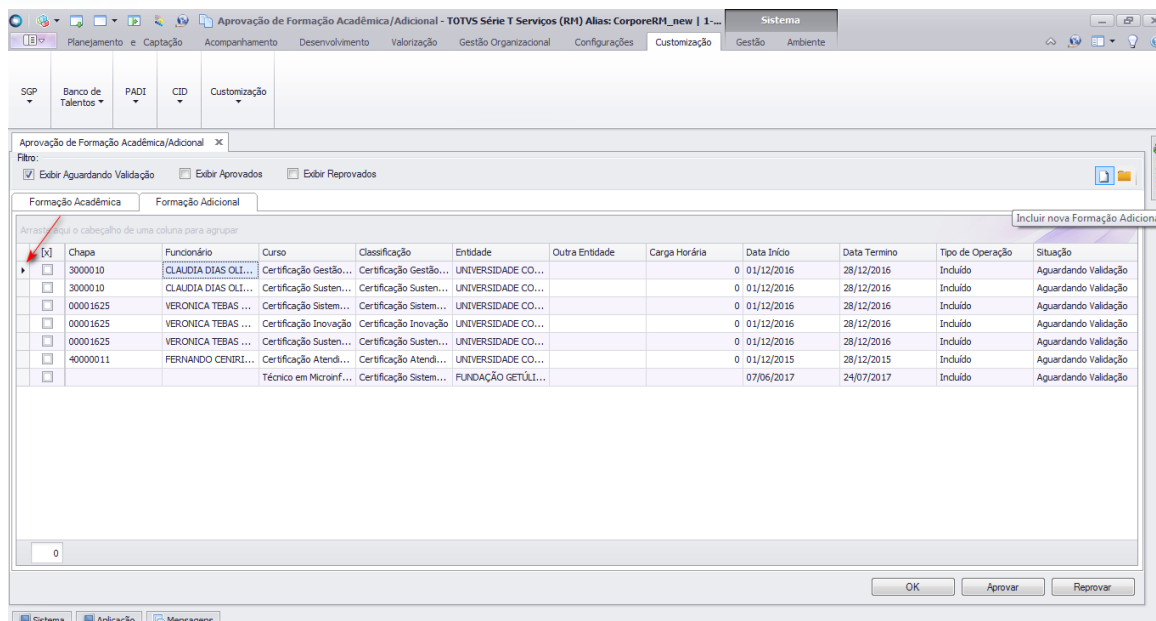 Aprovação de Formação Acadêmica/Adicional - TOTVS Série T Serviços (RM) Alias: CorporeRM_new | 1-... Sistema
Planejamento e Captação Acompanhamento Desenvolvimento Valorização Gestão Organizacional Configurações Customização Gestão Ambiente
SGP Banco de Talentos PADI CID Customização
Aprovação de Formação Acadêmica/Adicional
Filtro:
Exibir Aguardando Validação Exibir Aprovados Exibir Reprovados
Formação Acadêmica Formação Adicional
Incluir nova Formação Adiciona
Arraste aqui o cabeçalho de uma coluna para agrupar
[x] Chapa Funcionário Curso Classificação Entidade Outra Entidade Carga Horária Data Início Data Termino Tipo de Operação Situação
3000010 CLAUDIA DIAS OLI... Certificação Gestão... Certificação Gestão... UNIVERSIDADE CO... 0 01/12/2016 28/12/2016 Incluído Aguardando Validação
3000010 CLAUDIA DIAS OLI... Certificação Susten... Certificação Susten... UNIVERSIDADE CO... 0 01/12/2016 28/12/2016 Incluído Aguardando Validação
00001625 VERONICA TEBAS ... Certificação Sistem... Certificação Sistem... UNIVERSIDADE CO... 0 01/12/2016 28/12/2016 Incluído Aguardando Validação
00001625 VERONICA TEBAS ... Certificação Inovação Certificação Inovação UNIVERSIDADE CO... 0 01/12/2016 28/12/2016 Incluído Aguardando Validação
00001625 VERONICA TEBAS ... Certificação Susten... Certificação Susten... UNIVERSIDADE CO... 0 01/12/2016 28/12/2016 Incluído Aguardando Validação
40000011 FERNANDO CENIRI... Certificação Atendi... Certificação Atendi... UNIVERSIDADE CO... 0 01/12/2015 28/12/2015 Incluído Aguardando Validação
Técnico em Microinf... Certificação Sistem... FUNDAÇÃO GETÚLI... 07/06/2017 24/07/2017 Incluído Aguardando Validação
0
OK Aprovar Reprovar
Sistema Aplicação Mensagens